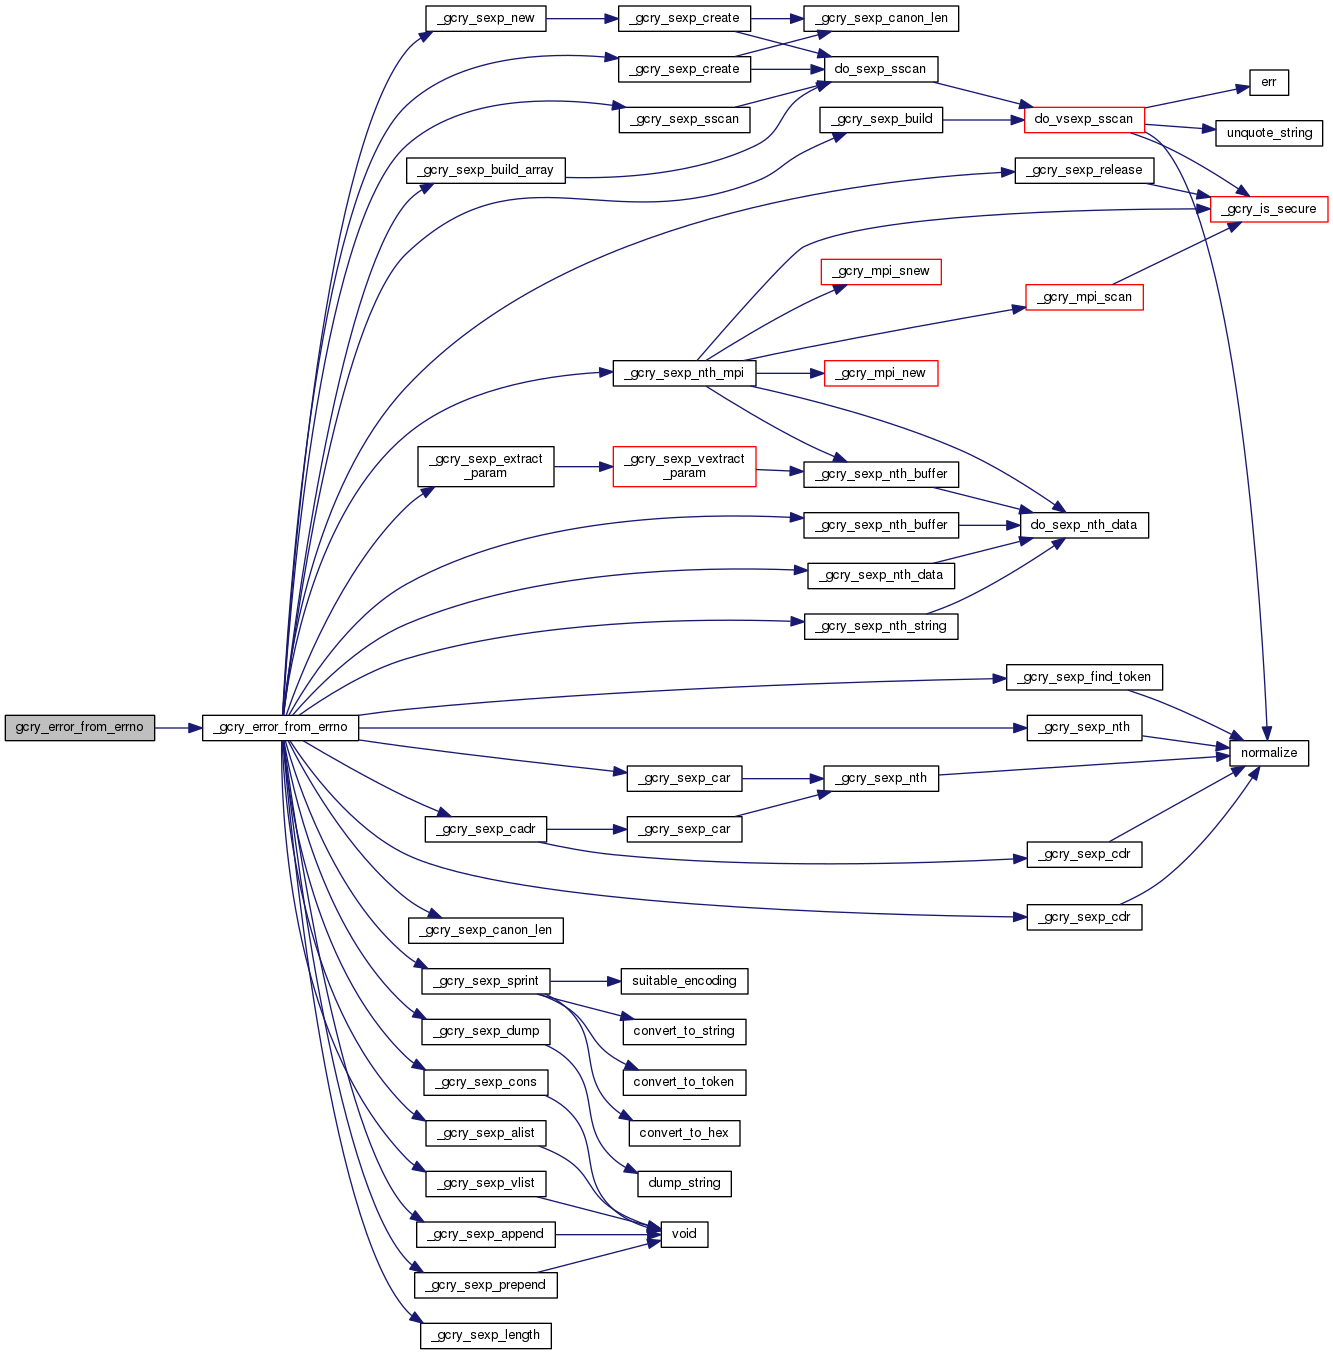 _gcry_sexp_new
_gcry_sexp_create
_gcry_sexp_canon_len
_gcry_sexp_create
do_sexp_sscan
err
_gcry_sexp_sscan
_gcry_sexp_build
do_vsexp_sscan
unquote_string
_gcry_sexp_build_array
_gcry_sexp_release
_gcry_is_secure
_gcry_mpi_snew
_gcry_mpi_scan
_gcry_sexp_nth_mpi
_gcry_mpi_new
_gcry_sexp_extract
_param
_gcry_sexp_vextract
_param
_gcry_sexp_nth_buffer
_gcry_sexp_nth_buffer
do_sexp_nth_data
_gcry_sexp_nth_data
_gcry_sexp_nth_string
_gcry_sexp_find_token
gcry_error_from_errno
_gcry_error_from_errno
_gcry_sexp_nth
normalize
_gcry_sexp_car
_gcry_sexp_nth
_gcry_sexp_cadr
_gcry_sexp_car
_gcry_sexp_cdr
_gcry_sexp_cdr
_gcry_sexp_canon_len
_gcry_sexp_sprint
suitable_encoding
_gcry_sexp_dump
convert_to_string
_gcry_sexp_cons
convert_to_token
_gcry_sexp_alist
convert_to_hex
_gcry_sexp_vlist
dump_string
_gcry_sexp_append
void
_gcry_sexp_prepend
_gcry_sexp_length